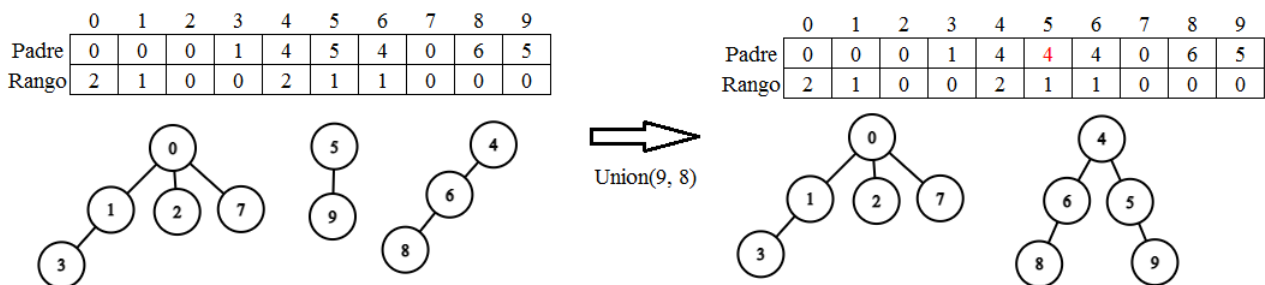 0 1 2 3 4 5 6 7 8 9
Padre 0 0 0 1 4 5 4 0 6 5
Rango 2 1 0 0 2 1 1 0 0 0
0
1 2 7
3
5
9
4
6
8
Union(9, 8)
0 1 2 3 4 5 6 7 8 9
Padre 0 0 0 1 4 4 4 0 6 5
Rango 2 1 0 0 2 1 1 0 0 0
0
1 2 7
3
4
6 5
8 9